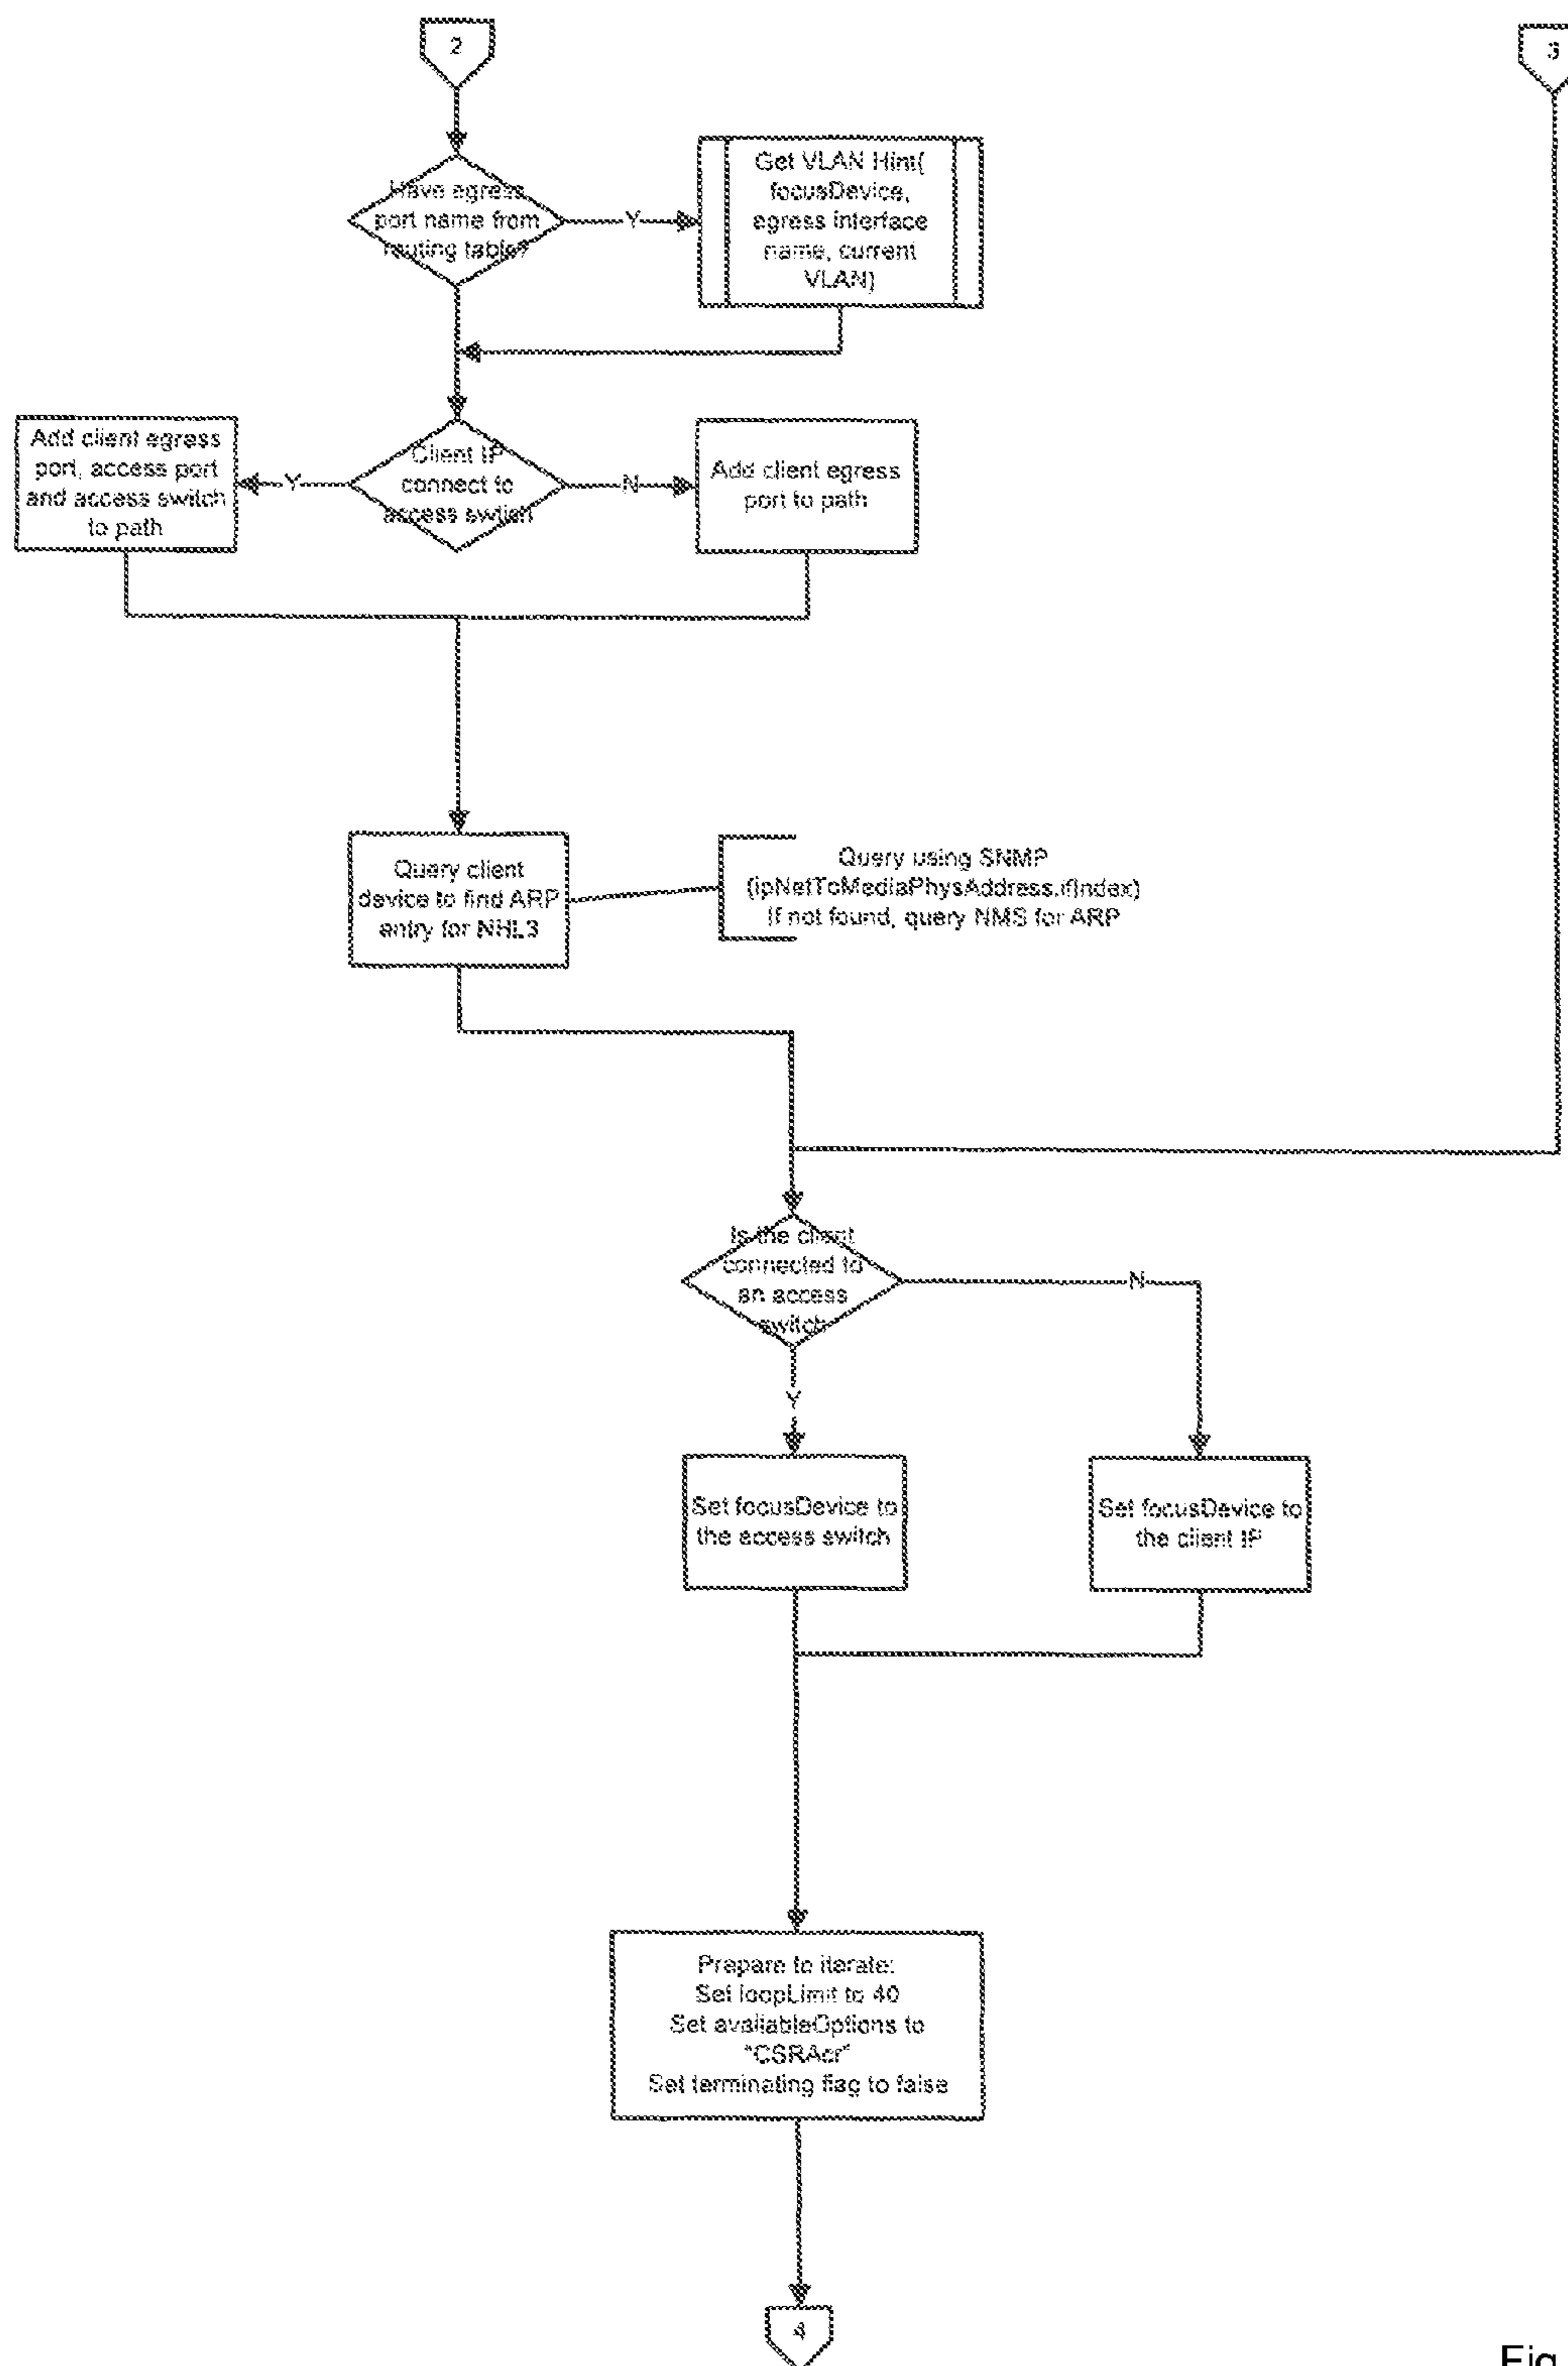 2
3
Have egress
port name from
routing table?
Y
Get VLAN Hint(
focusDevice,
egress interface
name, current
VLAN)
Add client egress
port, access port
and access switch
to path
Y
Client IP
connect to
access swtich
N
Add client egress
port to path
Query client
device to find ARP
entry for NHL3
Query using SNMP
(ipNetToMediaPhysAddress.ifIndex)
If not found, query NMS for ARP
Is the client
connected to
an access
switch
N
Y
Set focusDevice to
the access switch
Set focusDevice to
the client IP
Prepare to iterate:
Set loopLimit to 40
Set availableOptions to
"CSRAcr"
Set terminating flag to false
4
Fig